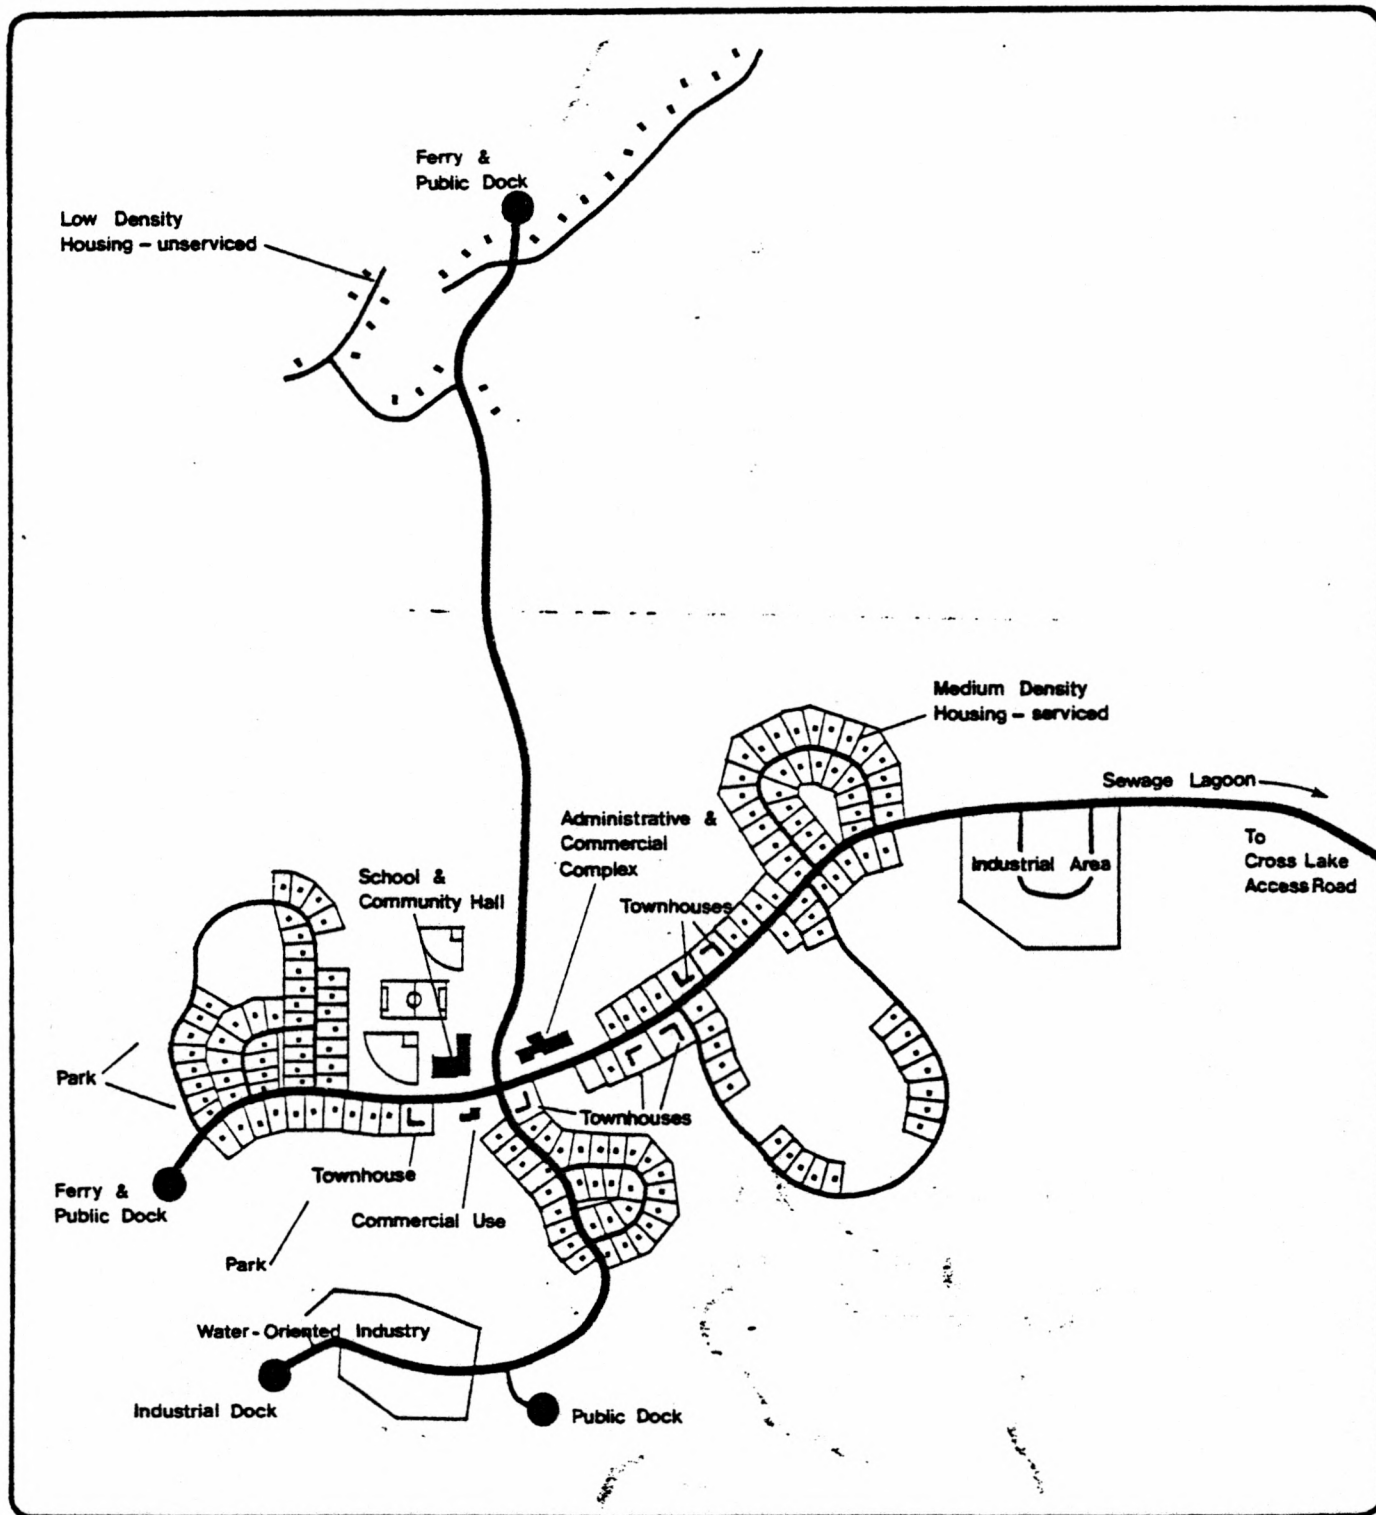 Ferry &
Public Dock
Low Density
Housing – unserviced
Medium Density
Housing – serviced
Sewage Lagoon
To
Cross Lake
Access Road
Industrial Area
Administrative &
Commercial
Complex
School &
Community Hall
Townhouses
Park
Townhouses
Townhouse
Commercial Use
Ferry &
Public Dock
Park
Water-Oriented Industry
Industrial Dock
Public Dock